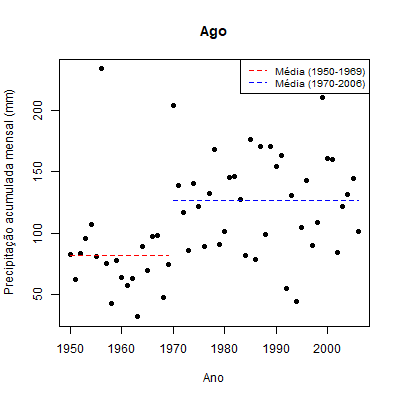 Ago
Média (1950-1969)
Média (1970-2006)
Precipitação acumulada mensal (mm)
200
150
100
50
1950 1960 1970 1980 1990 2000
Ano